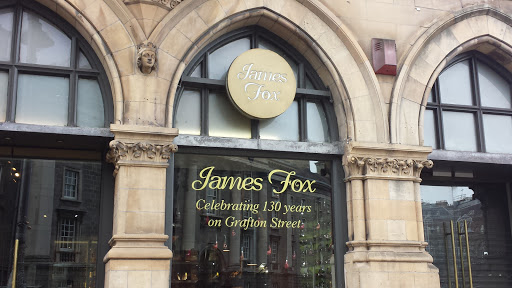 James
Fox
James Fox
Celebrating 130 years
on Grafton Street